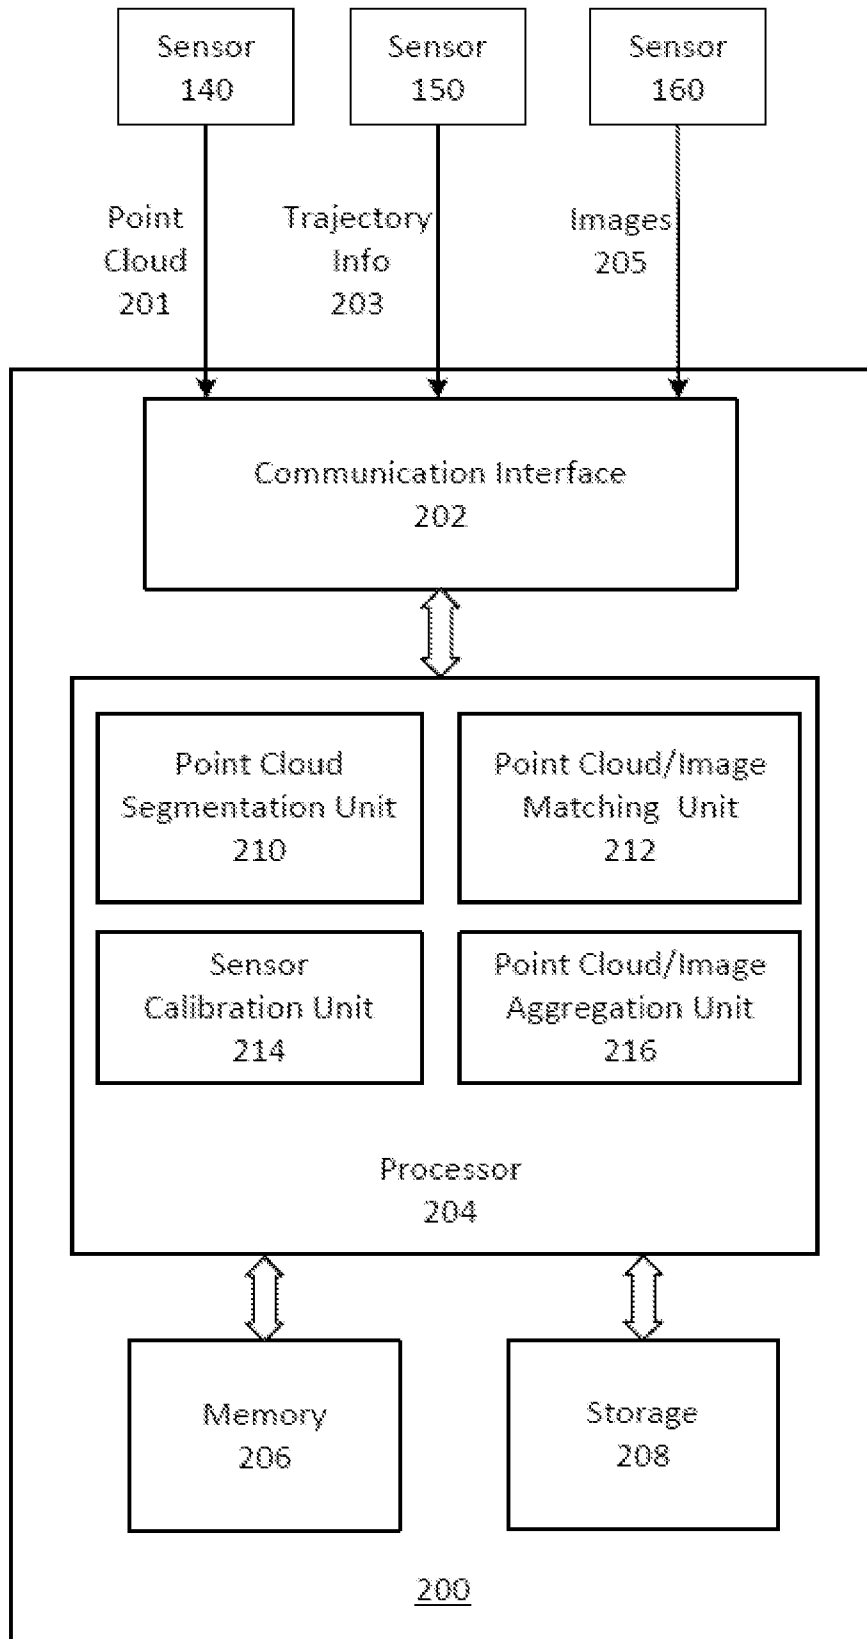 Sensor
140
Sensor
150
Sensor
160
Point
Cloud
201
Trajectory
Info
203
Images
205
Communication Interface
202
Point Cloud
Segmentation Unit
210
Point Cloud/Image
Matching Unit
212
Sensor
Calibration Unit
214
Point Cloud/Image
Aggregation Unit
216
Processor
204
Memory
206
Storage
208
200